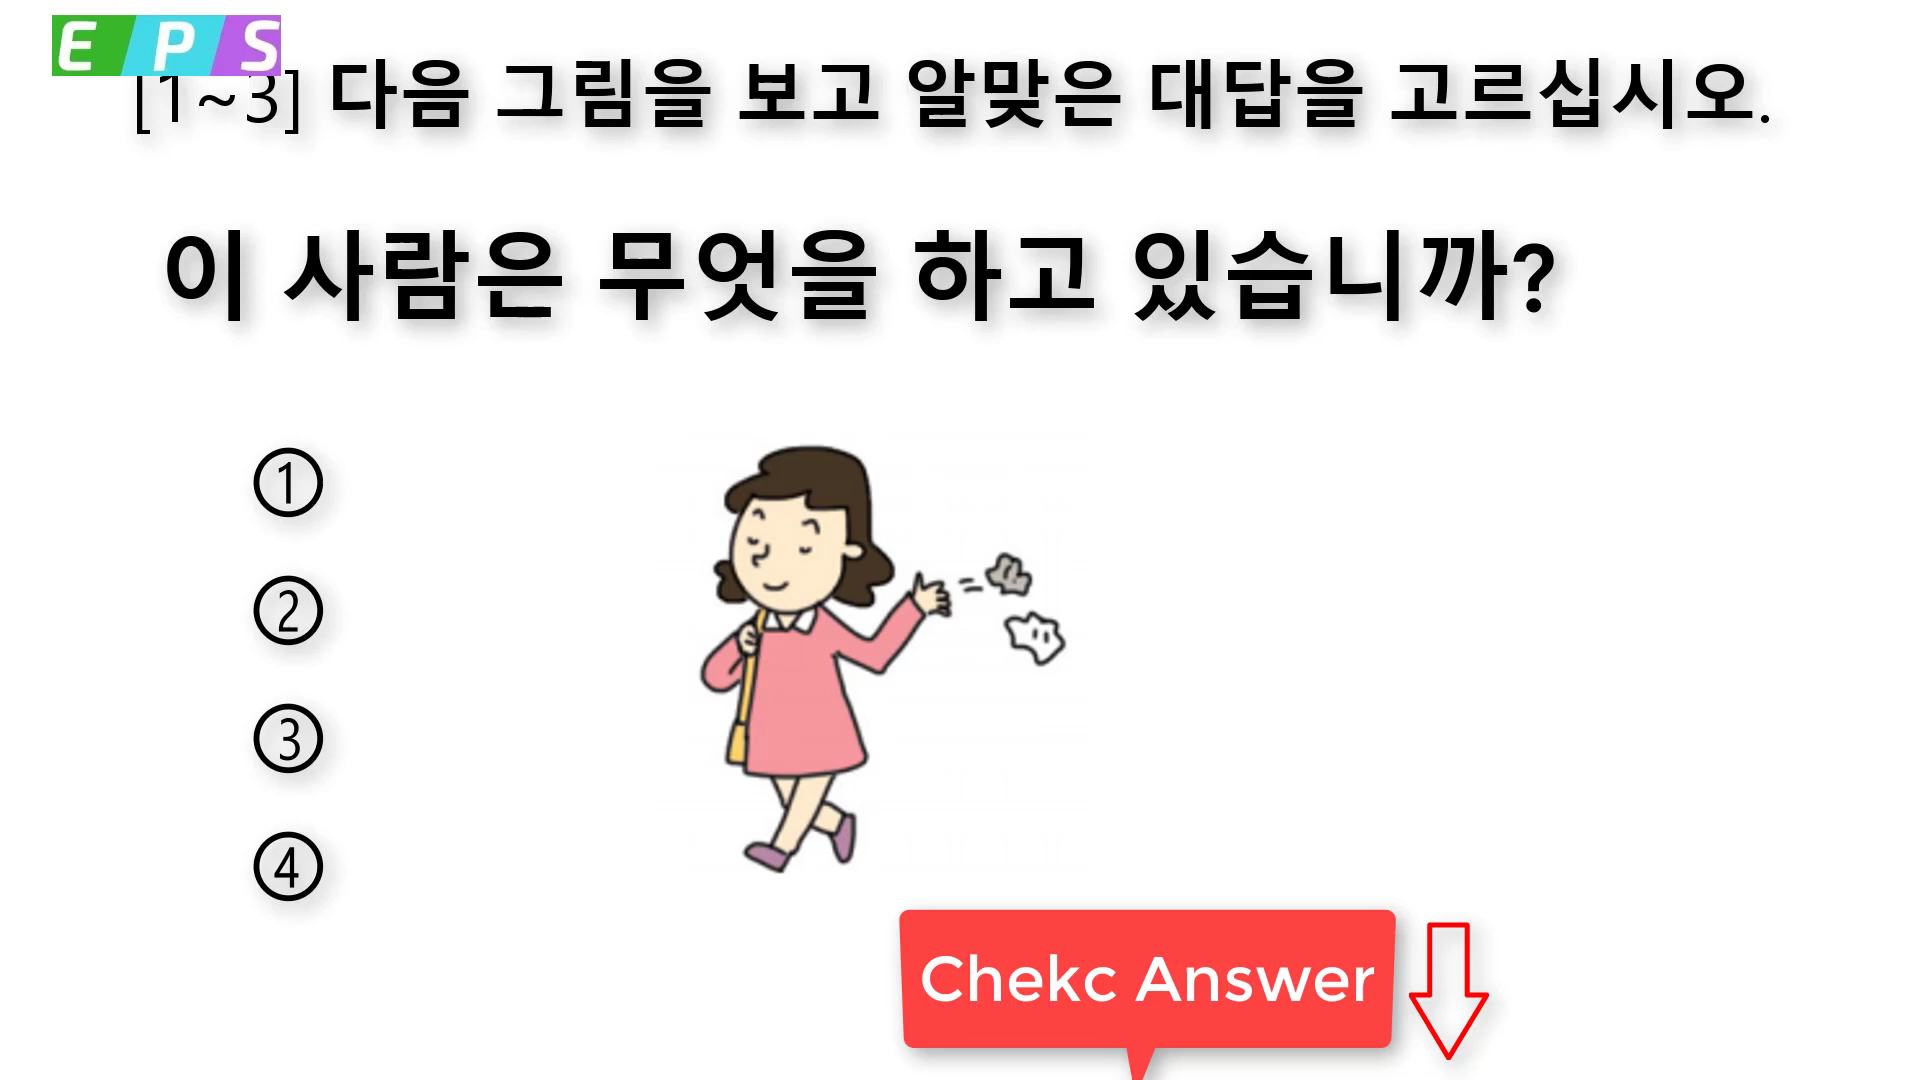 EPS
[1~3] 다음 그림을 보고 알맞은 대답을 고르십시오.
이 사람은 무엇을 하고 있습니까?
①
②
③
④
Chekc Answer